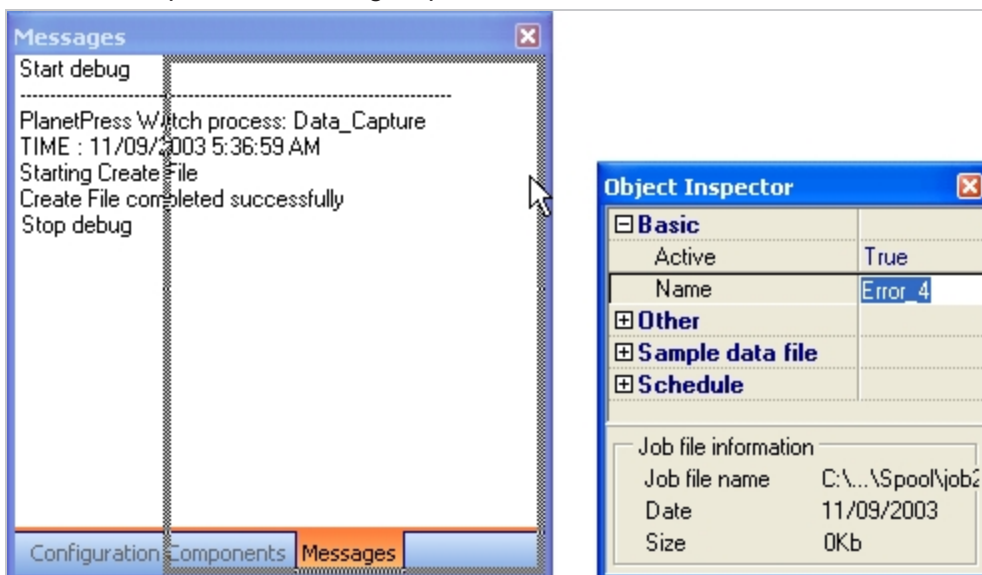 Messages
Start debug
--------------------------------------------------------------------------------
PlanetPress Watch process: Data_Capture
TIME : 11/09/2003 5:36:59 AM
Starting Create File
Create File completed successfully
Stop debug
Configuration Components Messages
Object Inspector
Basic
Active True
Name Error_4
Other
Sample data file
Schedule
Job file information
Job file name C:\...\Spool\job2
Date 11/09/2003
Size 0Kb